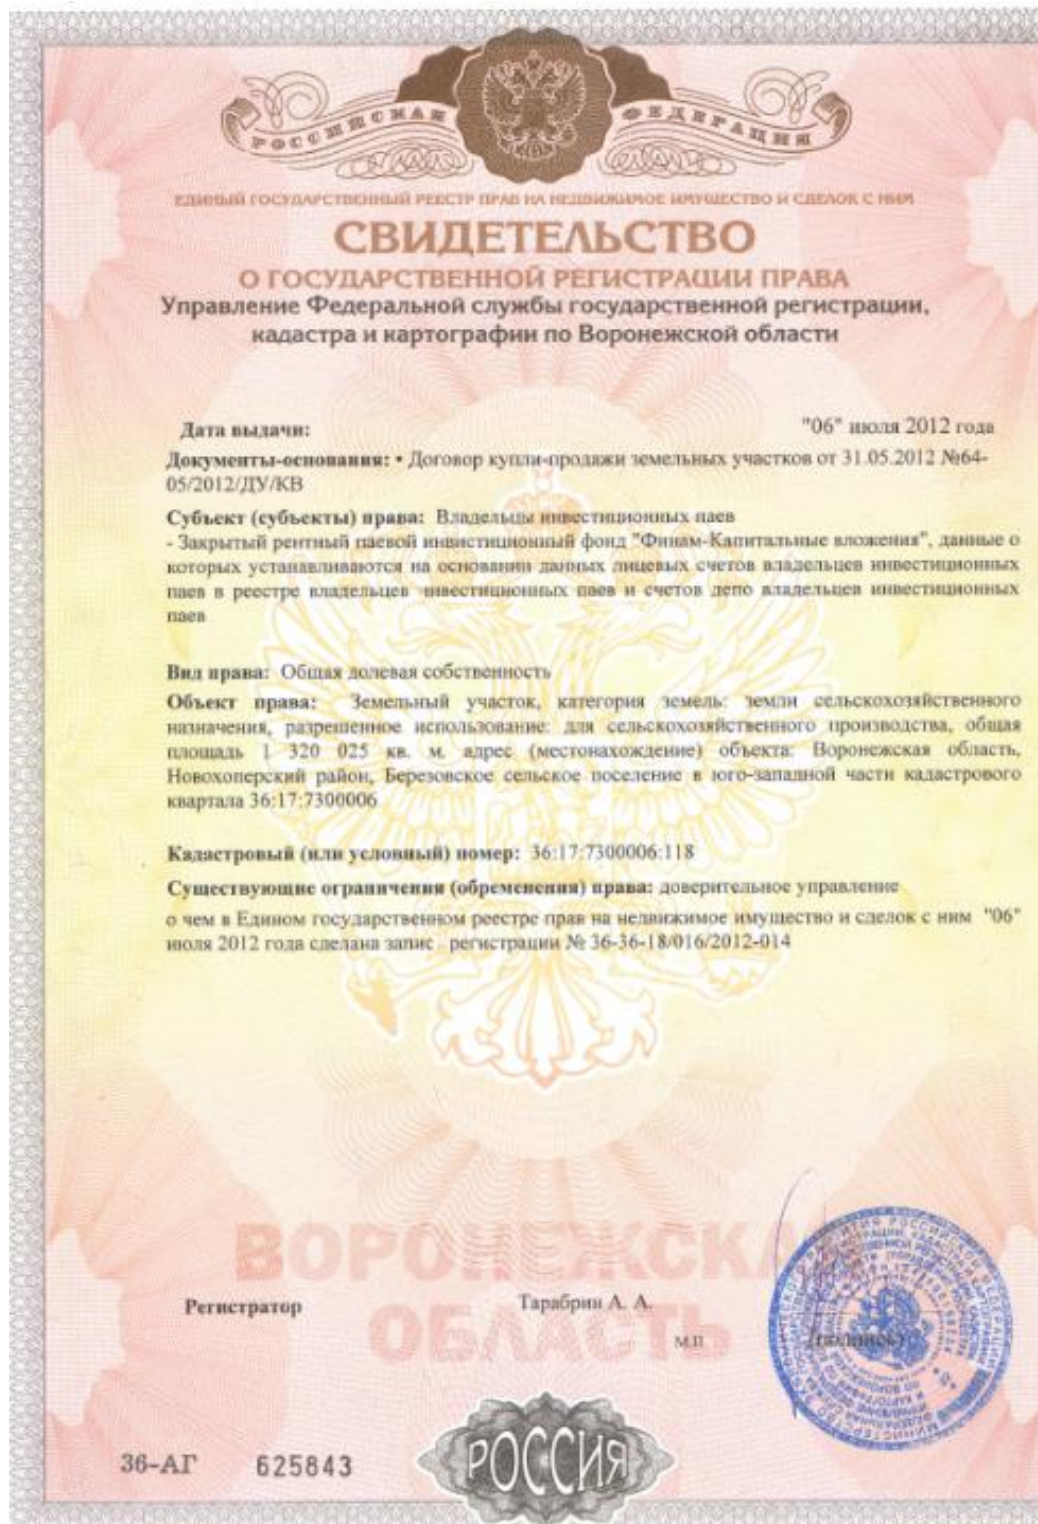 РОССИЙСКАЯ ФЕДЕРАЦИЯ
ЕДИНЫЙ ГОСУДАРСТВЕННЫЙ РЕЕСТР ПРАВ НА НЕДВИЖИМОЕ ИМУЩЕСТВО И СДЕЛОК С НИМ
СВИДЕТЕЛЬСТВО
О ГОСУДАРСТВЕННОЙ РЕГИСТРАЦИИ ПРАВА
Управление Федеральной службы государственной регистрации,
кадастра и картографии по Воронежской области
Дата выдачи: "06" июля 2012 года
Документы-основания: • Договор купли-продажи земельных участков от 31.05.2012 №64-
05/2012/ДУ/КВ
Субъект (субъекты) права: Владельцы инвестиционных паев
- Закрытый рентный паевой инвестиционный фонд "Финам-Капитальные вложения", данные о
которых устанавливаются на основании данных лицевых счетов владельцев инвестиционных
паев в реестре владельцев инвестиционных паев и счетов депо владельцев инвестиционных
паев
Вид права: Общая долевая собственность
Объект права: Земельный участок, категория земель: земли сельскохозяйственного
назначения, разрешенное использование: для сельскохозяйственного производства, общая
площадь 1 320 025 кв. м, адрес (местонахождение) объекта: Воронежская область,
Новохоперский район, Березовское сельское поселение в юго-западной части кадастрового
квартала 36:17:7300006
Кадастровый (или условный) номер: 36:17:7300006:118
Существующие ограничения (обременения) права: доверительное управление
о чем в Едином государственном реестре прав на недвижимое имущество и сделок с ним "06"
июля 2012 года сделана запис регистрации № 36-36-18/016/2012-014
ВОРОНЕЖСКАЯ
ОБЛАСТЬ
Регистратор Тарабрин А. А.
М.П. (подпись)
36-АГ 625843
РОССИЯ